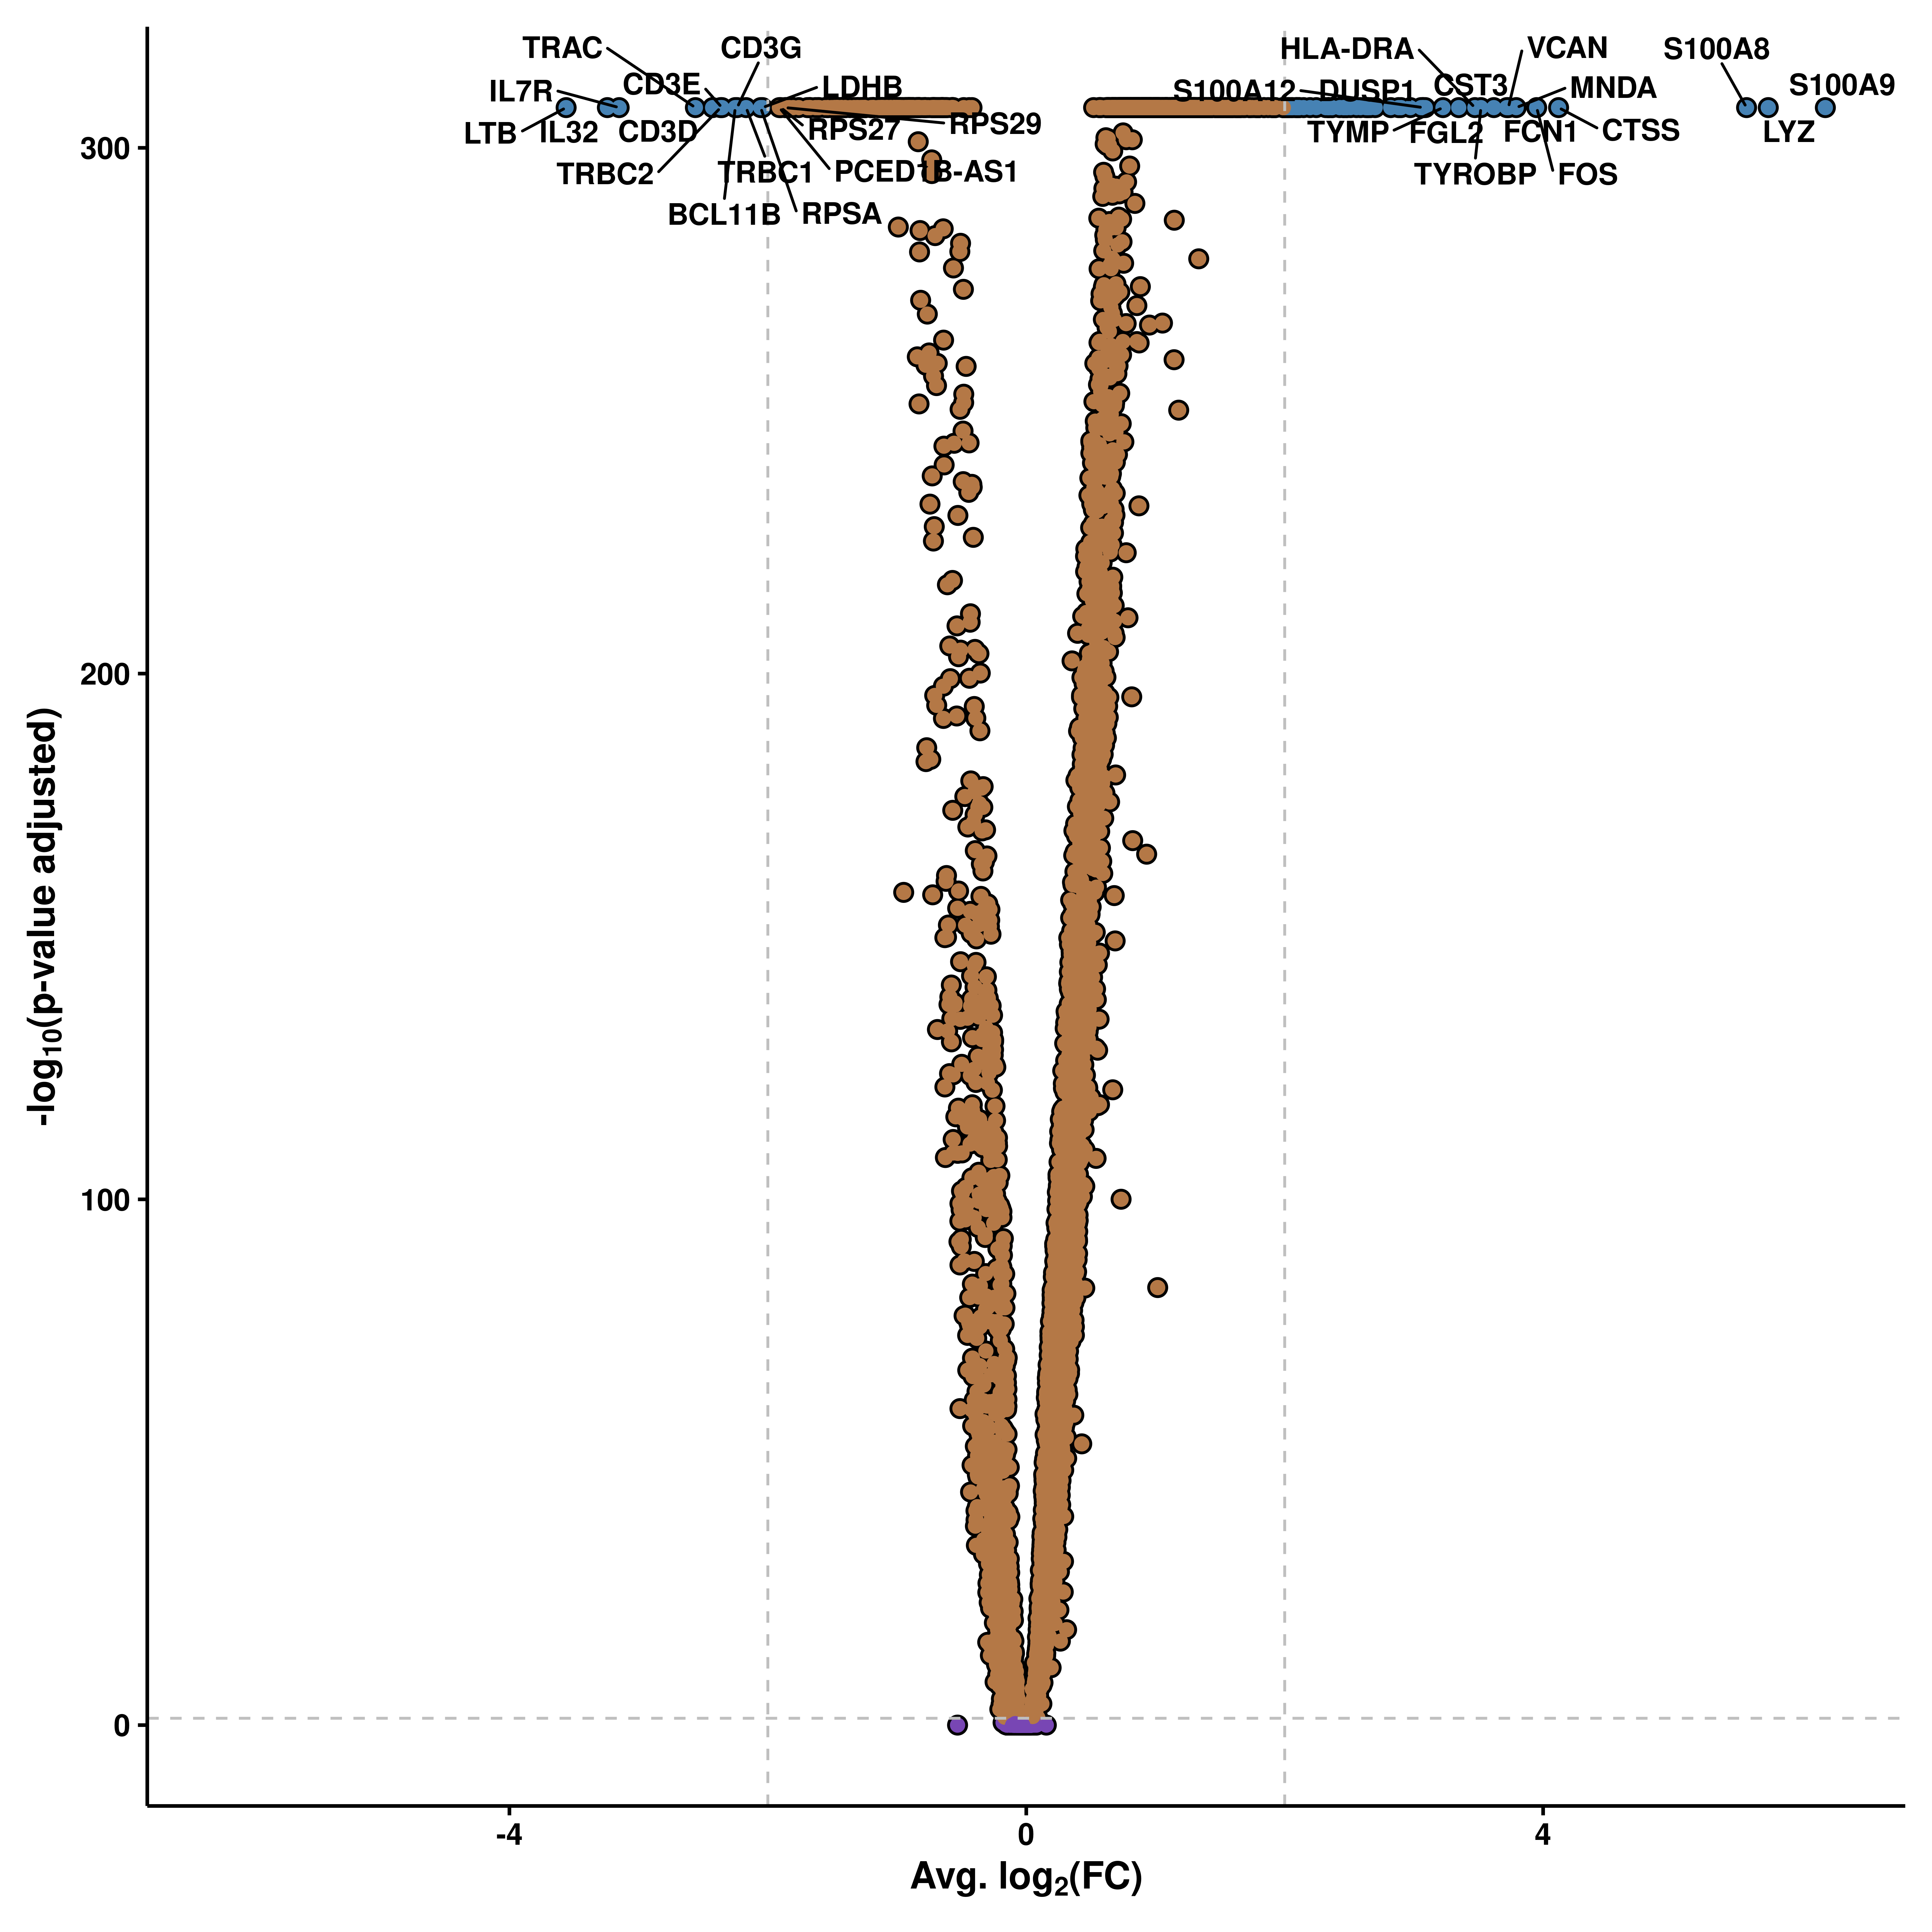 TRAC
CD3G
HLA-DRA
VCAN
S100A8
IL7R
CD3E
LDHB
S100A12
DUSP1
CST3
MNDA
S100A9
LTB
IL32
CD3D
RPS27
RPS29
TYMP
FGL2
FCN1
CTSS
LYZ
TRBC2
TRBC1
PCED1B-AS1
TYROBP
FOS
BCL11B
RPSA
300
200
100
0
-log10(p-value adjusted)
-4
0
4
Avg. log2(FC)